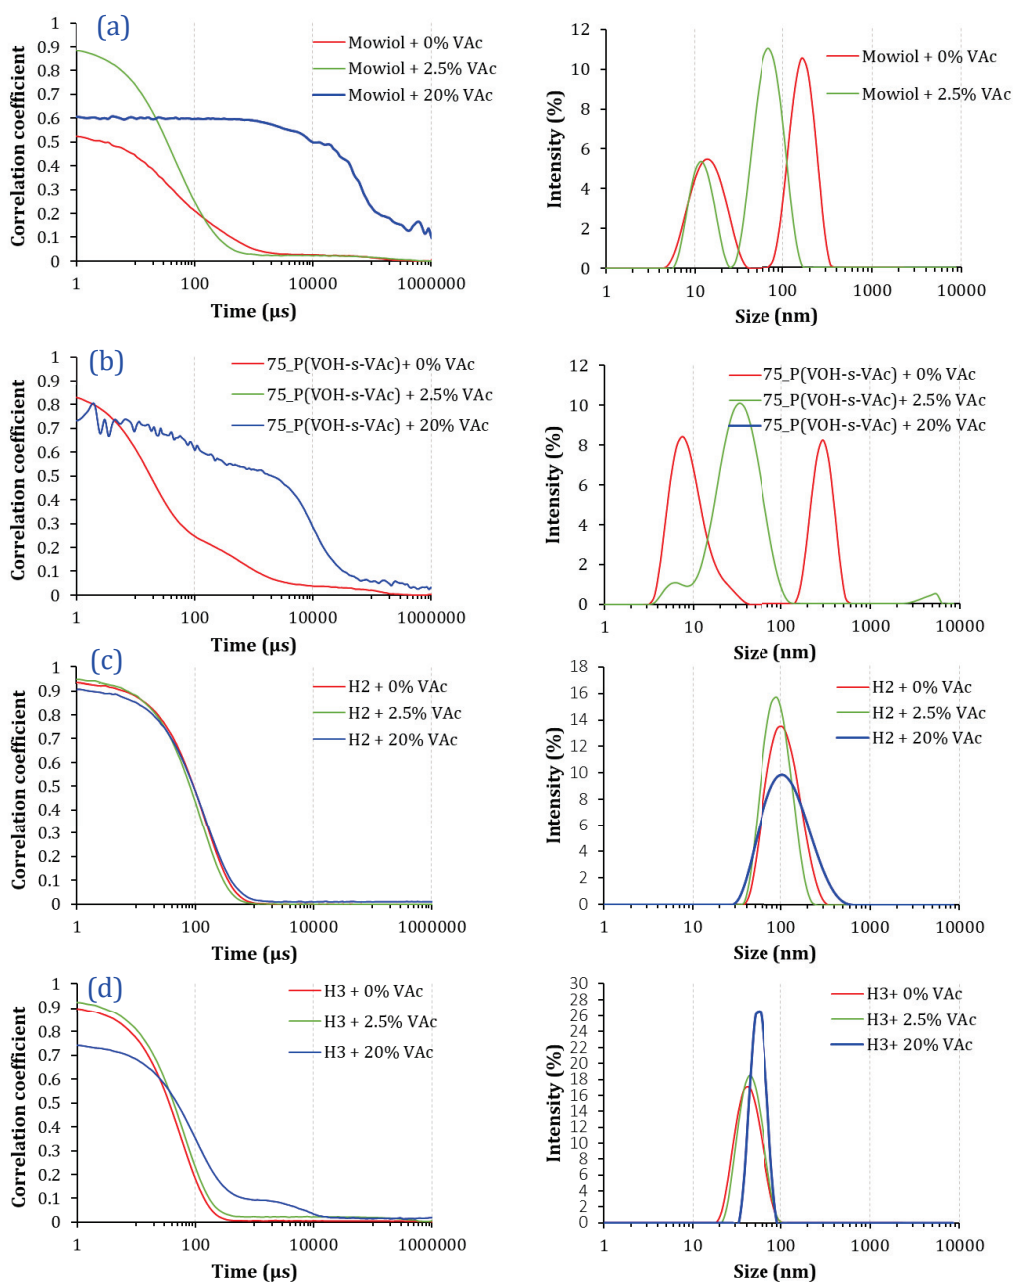 (a)
Correlation coefficient
1
0.9
0.8
0.7
0.6
0.5
0.4
0.3
0.2
0.1
0
Mowiol + 0% VAc
Mowiol + 2.5% VAc
Mowiol + 20% VAc
1 100 10000 1000000
Time (µs)
Intensity (%)
12
10
8
6
4
2
0
Mowiol + 0% VAc
Mowiol + 2.5% VAc
1 10 100 1000 10000
Size (nm)
(b)
Correlation coefficient
1
0.9
0.8
0.7
0.6
0.5
0.4
0.3
0.2
0.1
0
75_P(VOH-s-VAc)+ 0% VAc
75_P(VOH-s-VAc) + 2.5% VAc
75_P(VOH-s-VAc) + 20% VAc
1 100 10000 1000000
Time (µs)
Intensity (%)
12
10
8
6
4
2
0
75_P(VOH-s-VAc) + 0% VAc
75_P(VOH-s-VAc)+ 2.5% VAc
75_P(VOH-s-VAc) + 20% VAc
1 10 100 1000 10000
Size (nm)
(c)
Correlation coefficient
1
0.9
0.8
0.7
0.6
0.5
0.4
0.3
0.2
0.1
0
H2 + 0% VAc
H2 + 2.5% VAc
H2 + 20% VAc
1 100 10000 1000000
Time (µs)
Intensity (%)
18
16
14
12
10
8
6
4
2
0
H2 + 0% VAc
H2 + 2.5% VAc
H2 + 20% VAc
1 10 100 1000 10000
Size (nm)
(d)
Correlation coefficient
1
0.9
0.8
0.7
0.6
0.5
0.4
0.3
0.2
0.1
0
H3 + 0% VAc
H3 + 2.5% VAc
H3 + 20% VAc
1 100 10000 1000000
Time (µs)
Intensity (%)
30
28
26
24
22
20
18
16
14
12
10
8
6
4
2
0
H3+ 0% VAc
H3+ 2.5% VAc
H3+ 20% VAc
1 10 100 1000 10000
Size (nm)